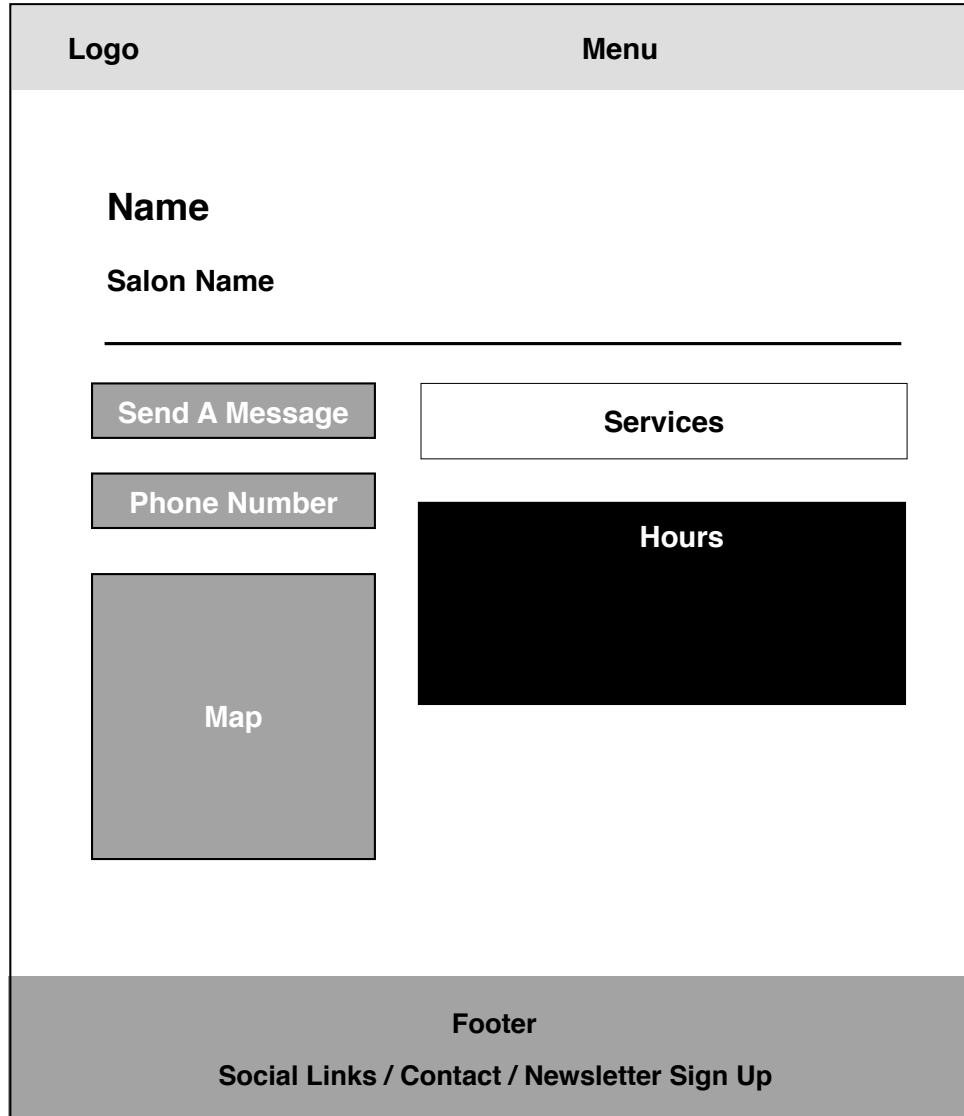 Logo
Menu
Name
Salon Name
Send A Message
Phone Number
Map
Services
Hours
Footer
Social Links / Contact / Newsletter Sign Up